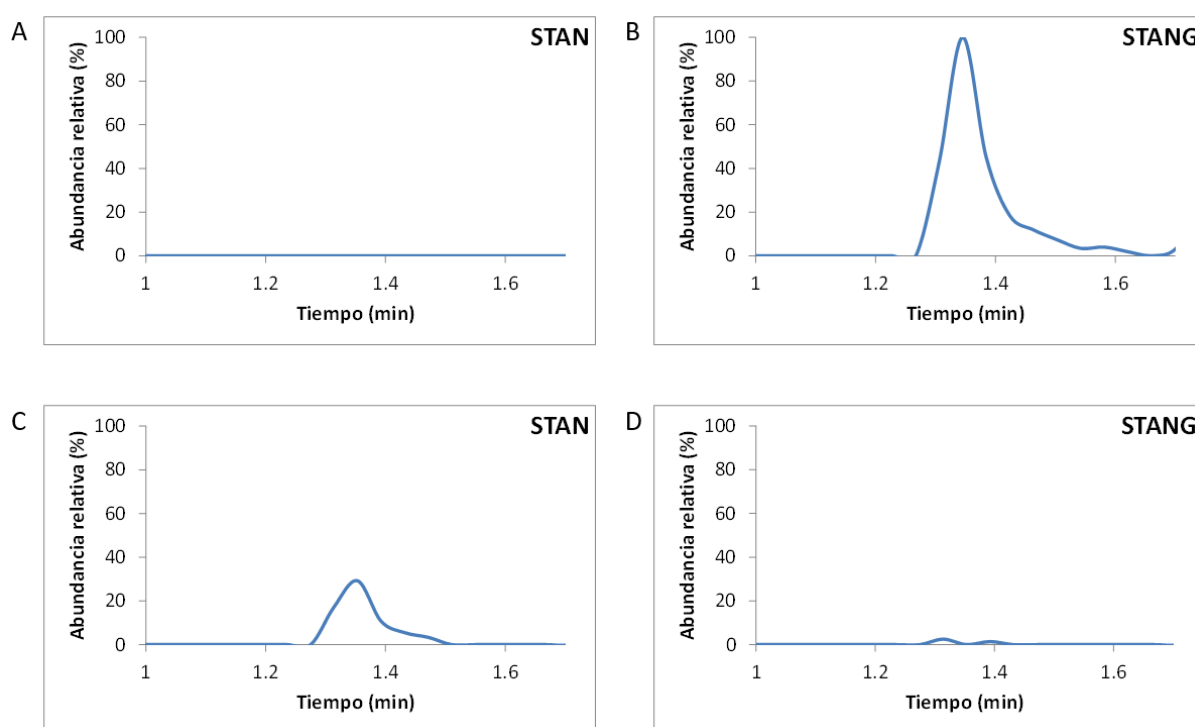 A
STAN
Abundancia relativa (%)
100
80
60
40
20
0
1
1.2
1.4
1.6
Tiempo (min)
B
STANG
Abundancia relativa (%)
100
80
60
40
20
0
1
1.2
1.4
1.6
Tiempo (min)
C
STAN
Abundancia relativa (%)
100
80
60
40
20
0
1
1.2
1.4
1.6
Tiempo (min)
D
STANG
Abundancia relativa (%)
100
80
60
40
20
0
1
1.2
1.4
1.6
Tiempo (min)